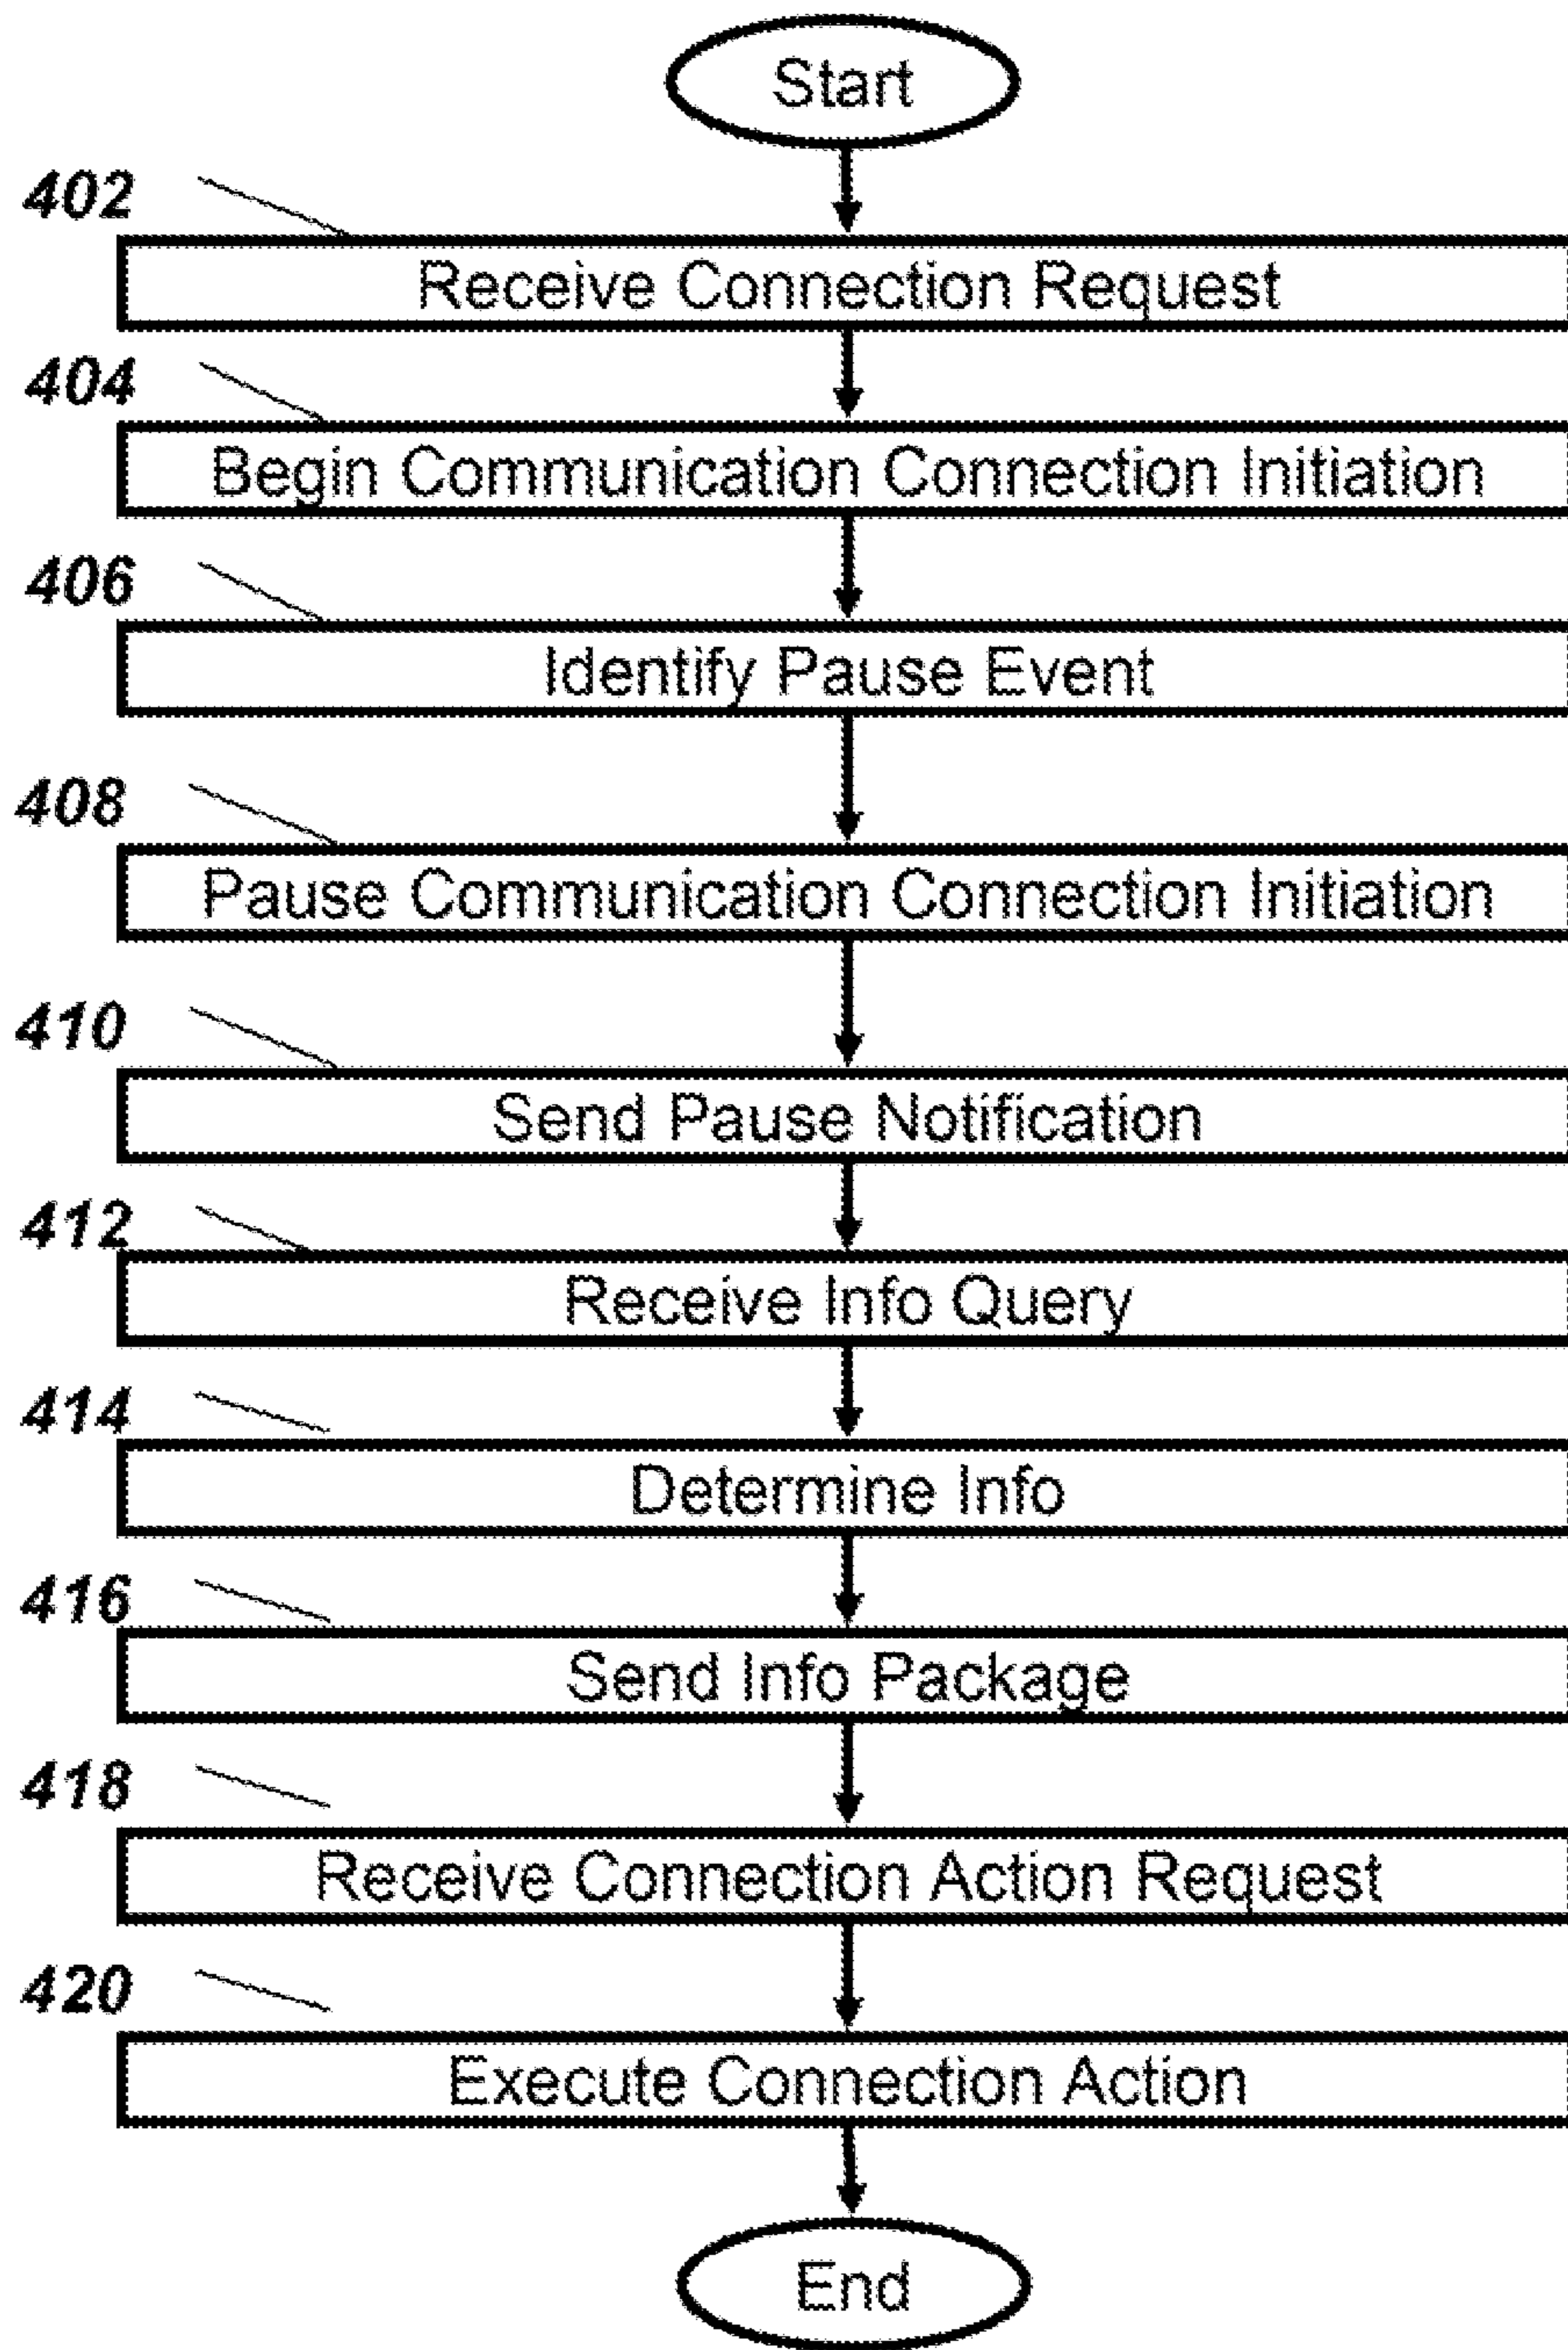 Start
402
Receive Connection Request
404
Begin Communication Connection Initiation
406
Identify Pause Event
408
Pause Communication Connection Initiation
410
Send Pause Notification
412
Receive Info Query
414
Determine Info
416
Send Info Package
418
Receive Connection Action Request
420
Execute Connection Action
End